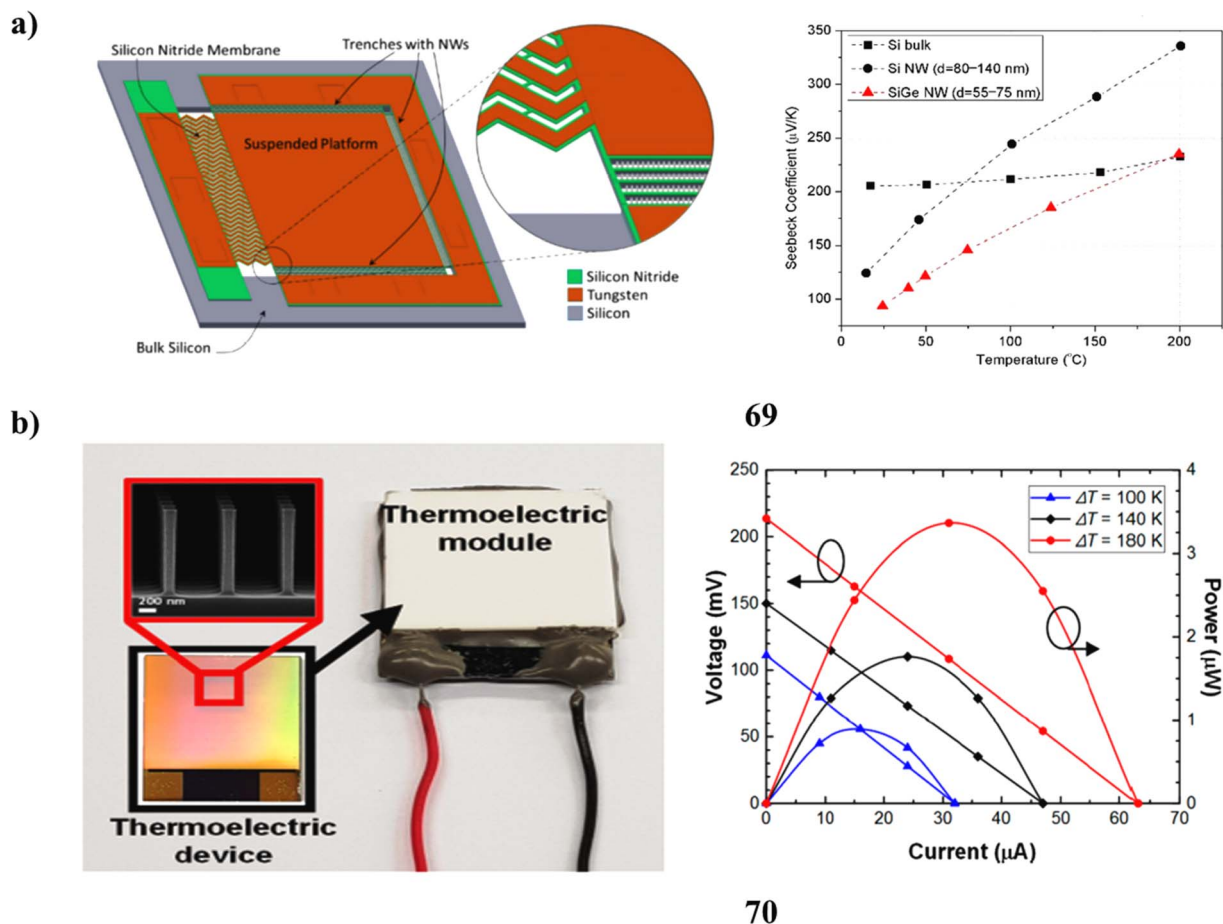 a)
Silicon Nitride Membrane
Trenches with NWs
Suspended Platform
Silicon Nitride
Tungsten
Silicon
Bulk Silicon
350
300
250
200
150
100
Seebeck Coefficient (μV/K)
Si bulk
Si NW (d=80–140 nm)
SiGe NW (d=55–75 nm)
0
50
100
150
200
Temperature (°C)
69
b)
200 nm
Thermoelectric
module
Thermoelectric
device
250
200
150
100
50
0
Voltage (mV)
ΔT = 100 K
ΔT = 140 K
ΔT = 180 K
4
3
2
1
0
Power (μW)
0 10 20 30 40 50 60 70
Current (μA)
70